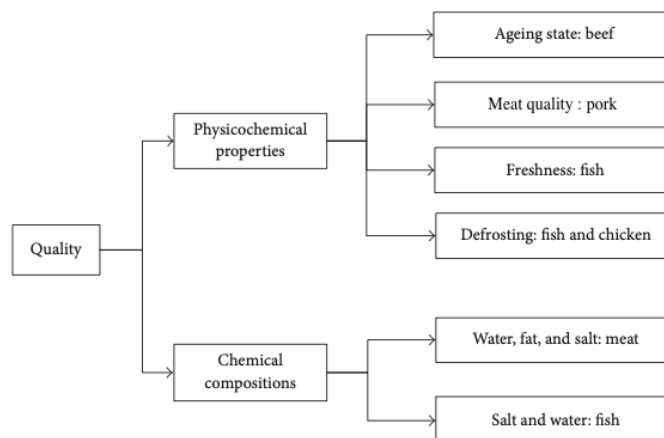 Quality
Physicochemical
properties
Chemical
compositions
Ageing state: beef
Meat quality : pork
Freshness: fish
Defrosting: fish and chicken
Water, fat, and salt: meat
Salt and water: fish